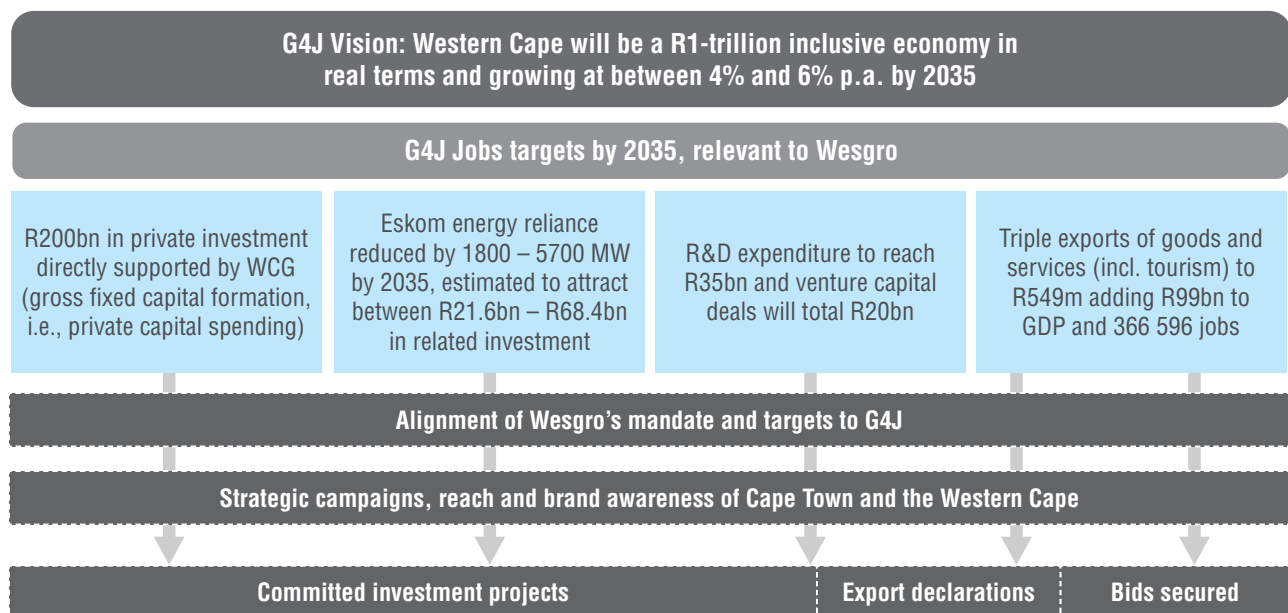 G4J Vision: Western Cape will be a R1-trillion inclusive economy in
real terms and growing at between 4% and 6% p.a. by 2035
G4J Jobs targets by 2035, relevant to Wesgro
R200bn in private investment
directly supported by WCG
(gross fixed capital formation,
i.e., private capital spending)
Eskom energy reliance
reduced by 1800 – 5700 MW
by 2035, estimated to attract
between R21.6bn – R68.4bn
in related investment
R&D expenditure to reach
R35bn and venture capital
deals will total R20bn
Triple exports of goods and
services (incl. tourism) to
R549m adding R99bn to
GDP and 366 596 jobs
Alignment of Wesgro’s mandate and targets to G4J
Strategic campaigns, reach and brand awareness of Cape Town and the Western Cape
Committed investment projects
Export declarations
Bids secured